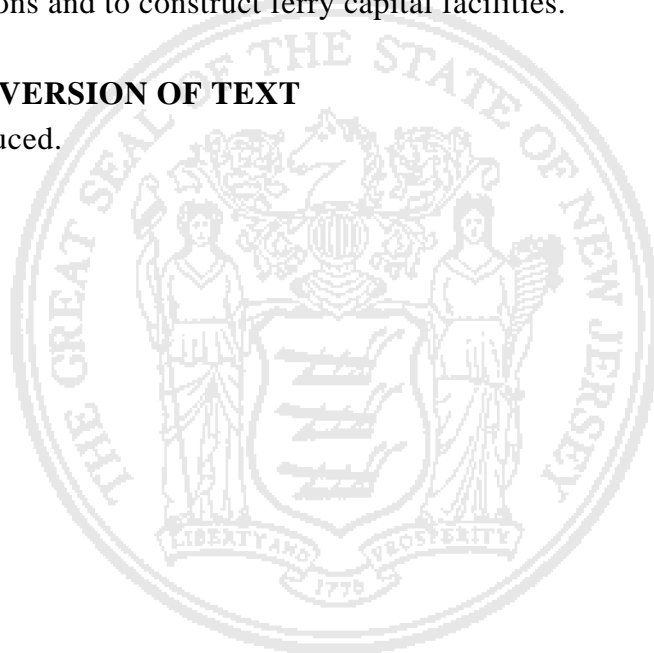 ons and to construct ferry capital facilities.
VERSION OF TEXT
uced.
THE GREAT SEAL OF THE STATE OF NEW JERSEY
LIBERTY AND PROSPERITY
1776